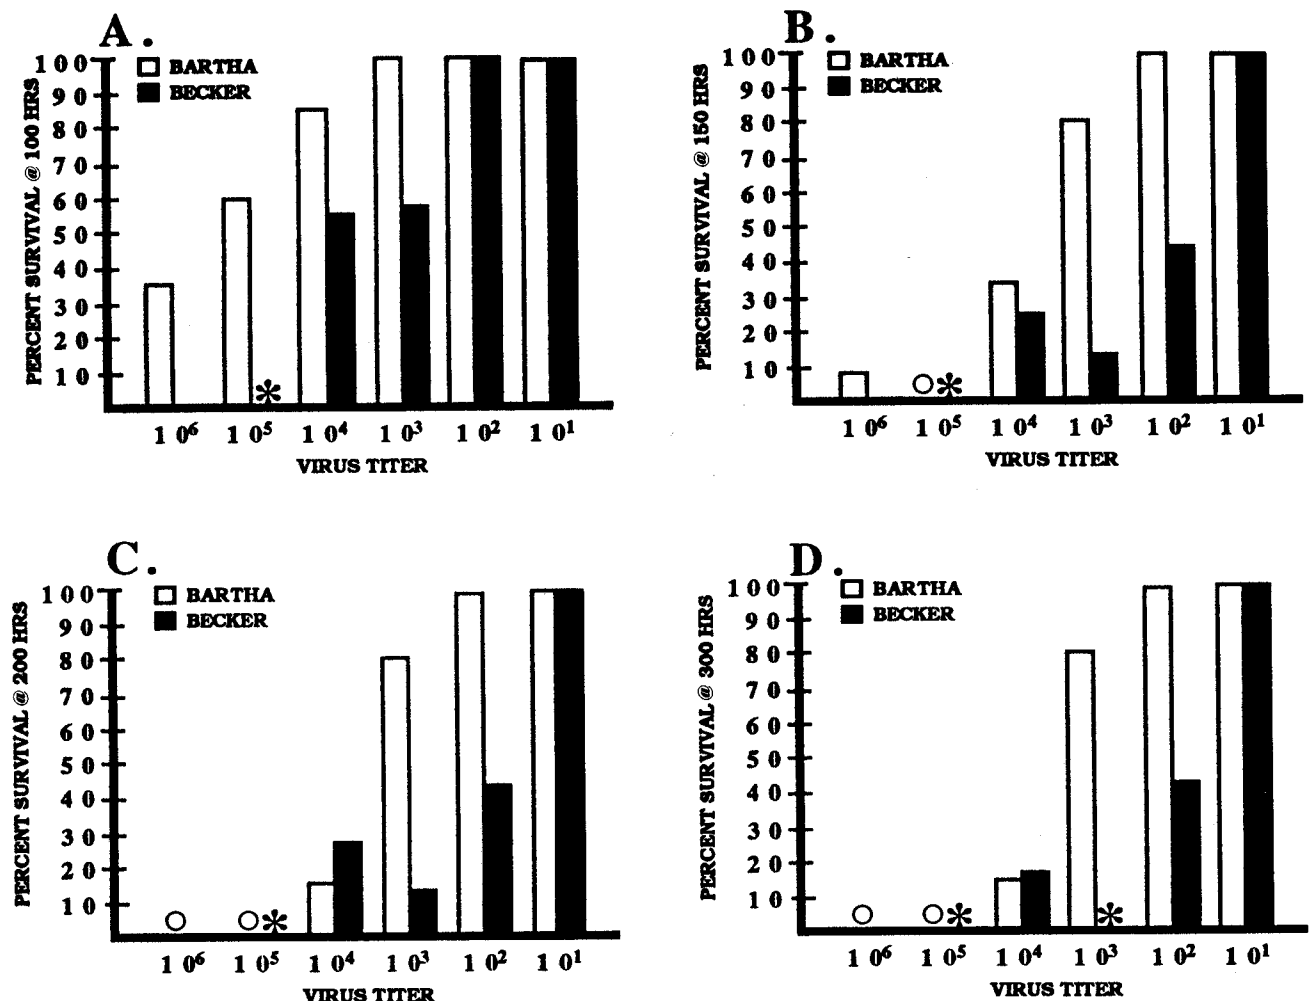 A.
BARTHA
BECKER
PERCENT SURVIVAL @ 100 HRS
100
90
80
70
60
50
40
30
20
10
*
10⁶ 10⁵ 10⁴ 10³ 10² 10¹
VIRUS TITER
B.
BARTHA
BECKER
PERCENT SURVIVAL @ 150 HRS
100
90
80
70
60
50
40
30
20
10
*
10⁶ 10⁵ 10⁴ 10³ 10² 10¹
VIRUS TITER
C.
BARTHA
BECKER
PERCENT SURVIVAL @ 200 HRS
100
90
80
70
60
50
40
30
20
10
*
10⁶ 10⁵ 10⁴ 10³ 10² 10¹
VIRUS TITER
D.
BARTHA
BECKER
PERCENT SURVIVAL @ 300 HRS
100
90
80
70
60
50
40
30
20
10
* *
10⁶ 10⁵ 10⁴ 10³ 10² 10¹
VIRUS TITER